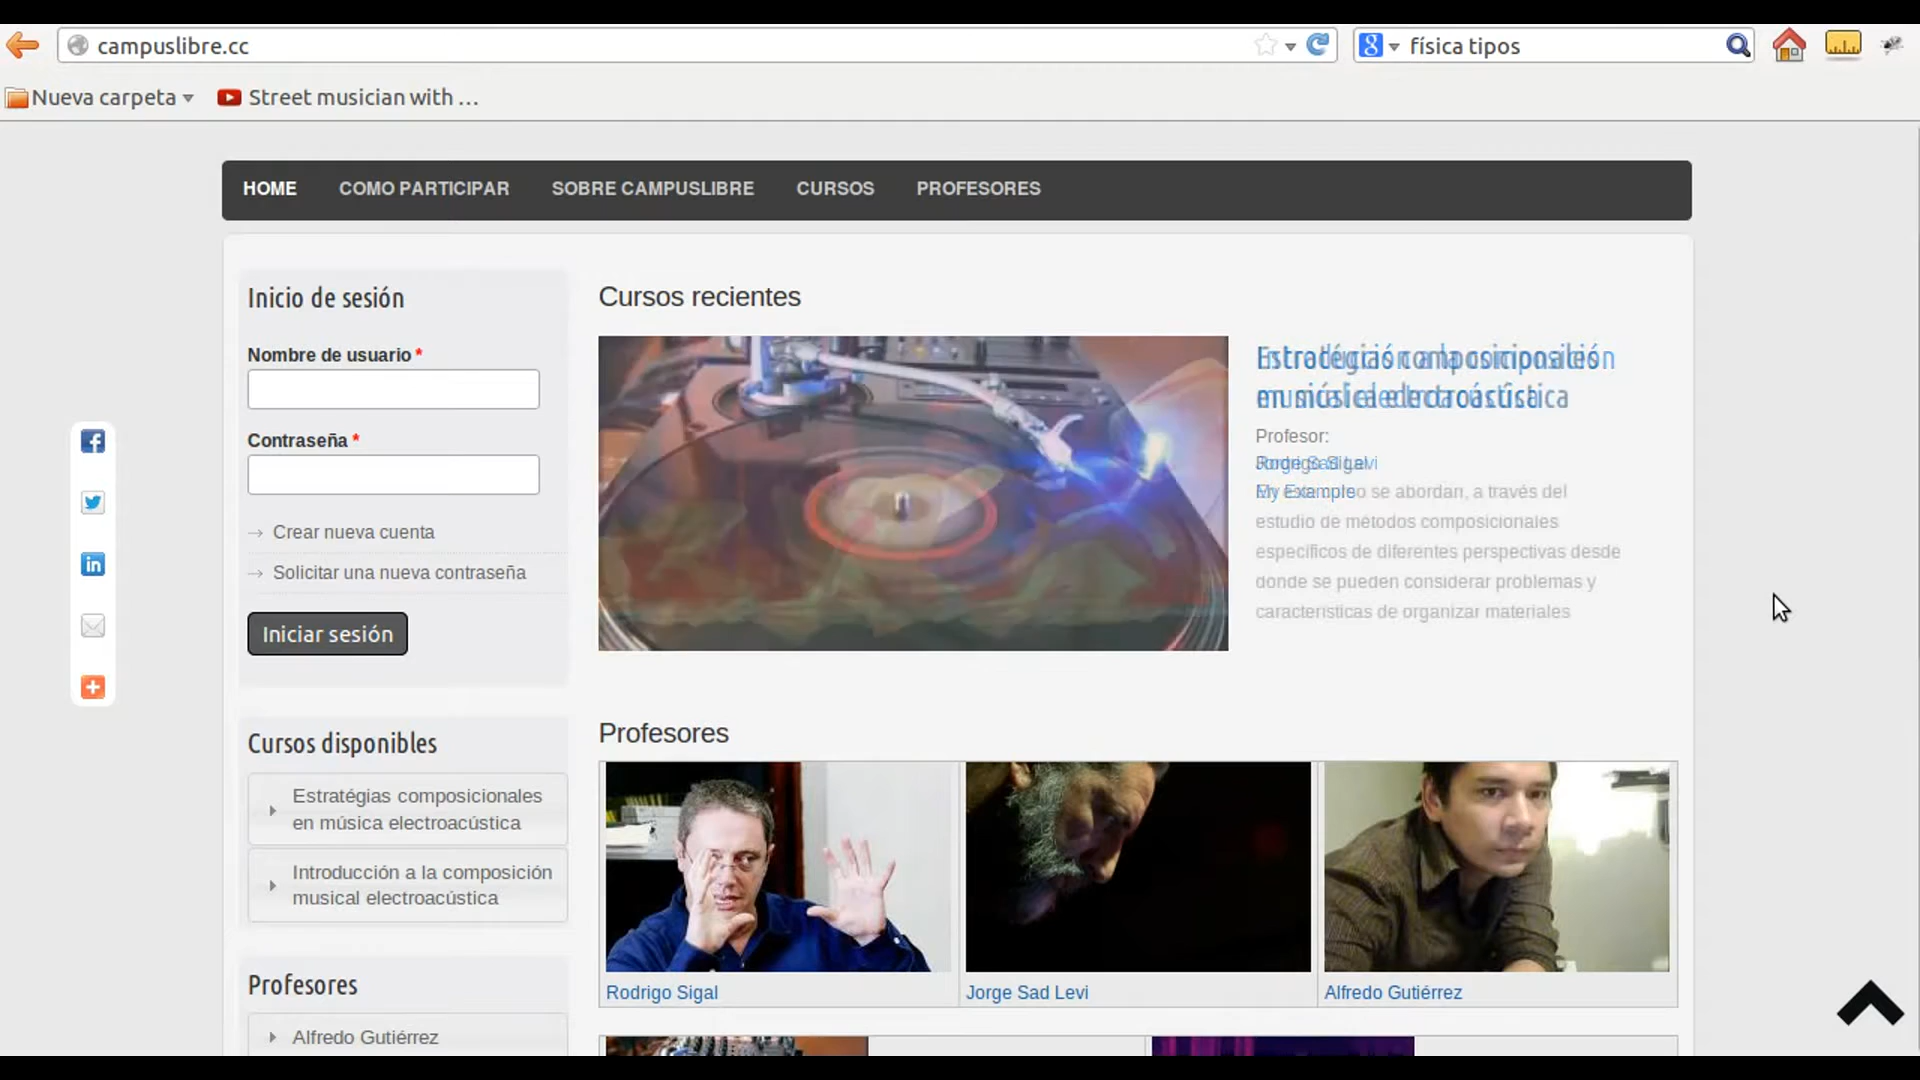 campuslibre.cc
física tipos
Nueva carpeta
Street musician with ...
HOME
COMO PARTICIPAR
SOBRE CAMPUSLIBRE
CURSOS
PROFESORES
Inicio de sesión
Nombre de usuario *
Contraseña *
Crear nueva cuenta
Solicitar una nueva contraseña
Iniciar sesión
Cursos disponibles
Estratégias composicionales
en música electroacústica
Introducción a la composición
musical electroacústica
Profesores
Alfredo Gutiérrez
Cursos recientes
Profesor:
se abordan, a través del
estudio de métodos composicionales
específicos de diferentes perspectivas desde
donde se pueden considerar problemas y
características de organizar materiales
Profesores
Rodrigo Sigal
Jorge Sad Levi
Alfredo Gutiérrez